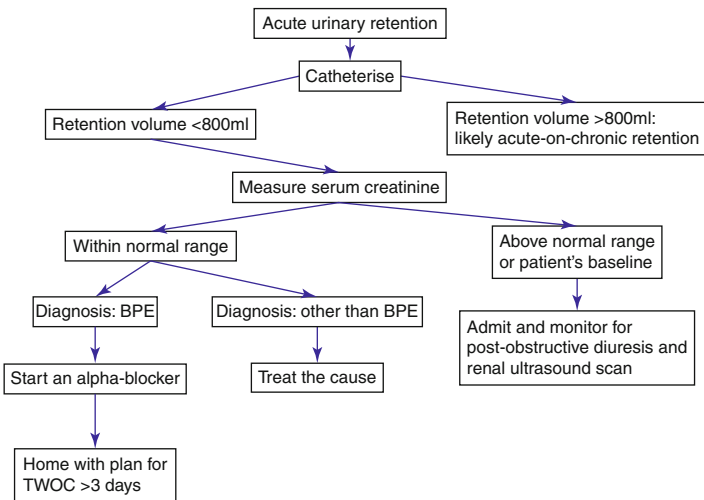 Acute urinary retention
Catheterise
Retention volume <800ml
Retention volume >800ml:
likely acute-on-chronic retention
Measure serum creatinine
Within normal range
Above normal range
or patient’s baseline
Diagnosis: BPE
Diagnosis: other than BPE
Admit and monitor for
post-obstructive diuresis and
renal ultrasound scan
Start an alpha-blocker
Treat the cause
Home with plan for
TWOC >3 days